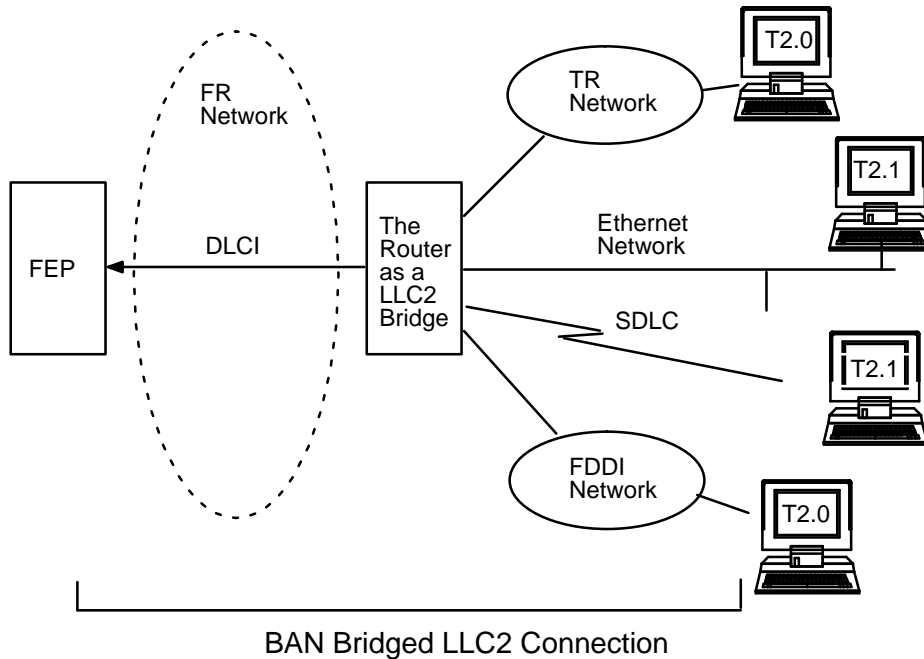 T2.0
TR
Network
FR
Network
T2.1
Ethernet
Network
The
Router
as a
LLC2
Bridge
DLCI
FEP
SDLC
T2.1
FDDI
Network
T2.0
BAN Bridged LLC2 Connection